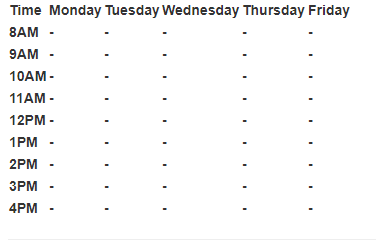 Time Monday Tuesday Wednesday Thursday Friday
8AM - - - - -
9AM - - - - -
10AM - - - - -
11AM - - - - -
12PM - - - - -
1PM - - - - -
2PM - - - - -
3PM - - - - -
4PM - - - - -